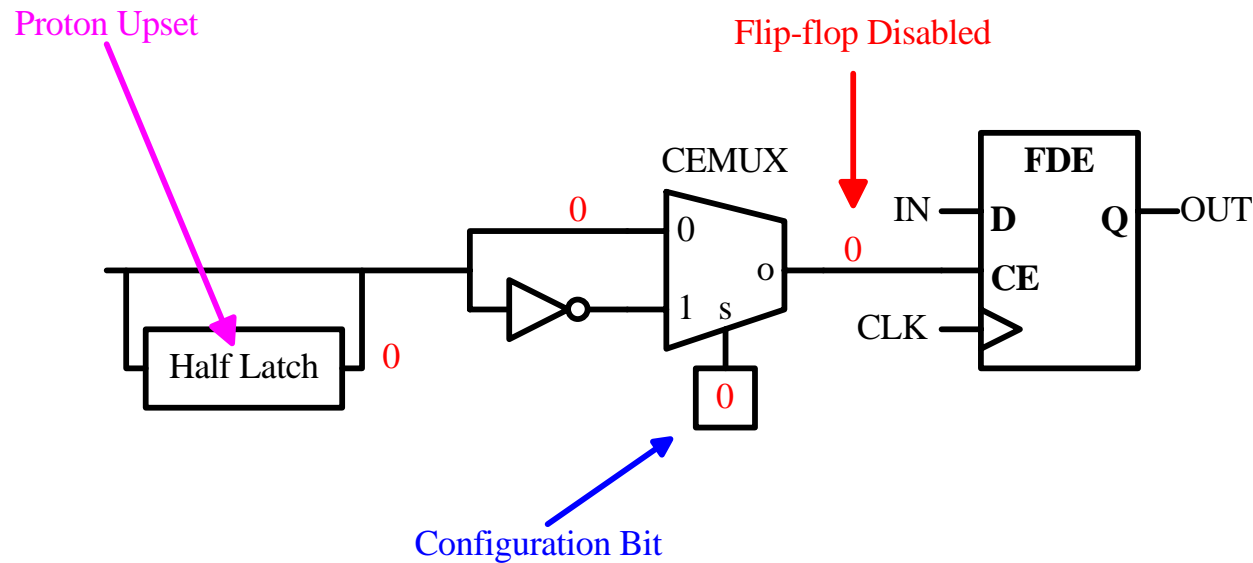 Proton Upset
Flip-flop Disabled
CEMUX
FDE
0
0
IN
D
Q
OUT
0
o
CE
1
s
CLK
Half Latch
0
0
Configuration Bit